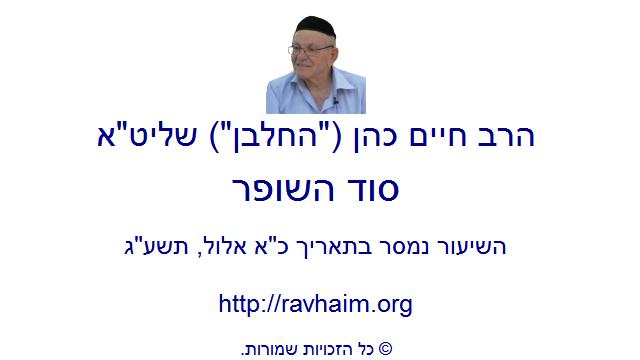 הרב חיים כהן ("החלבן") שליט"א
סוד השופר
השיעור נמסר בתאריך כ"א אלול, תשע"ג
http://ravhaim.org
© כל הזכויות שמורות.